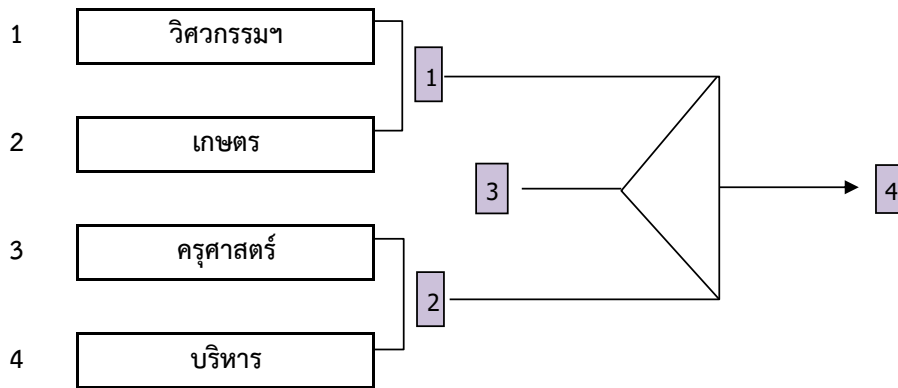 1 วิศวกรรมฯ
1
2 เกษตร
3
4
3 ครุศาสตร์
2
4 บริหาร